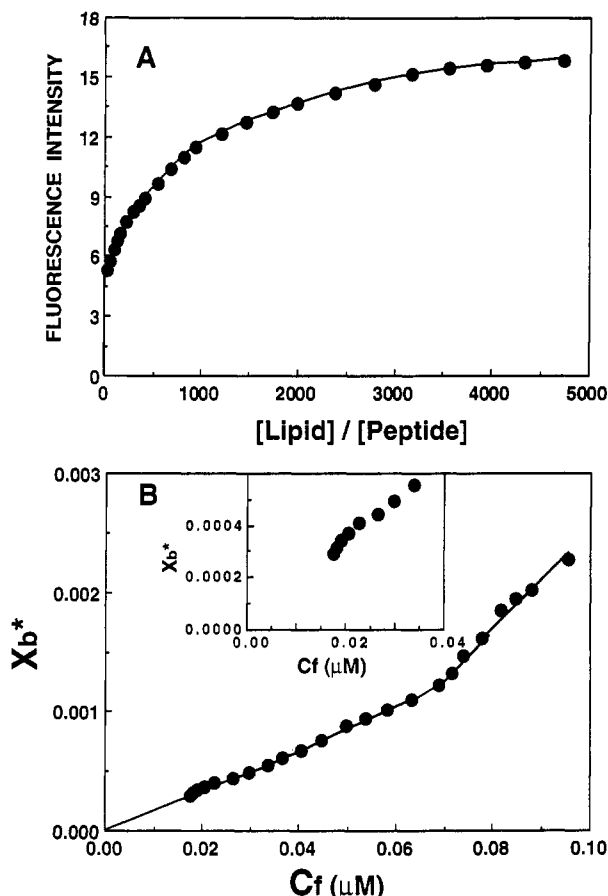 18
15
12
9
6
3
0
A
FLUORESCENCE INTENSITY
0 1000 2000 3000 4000 5000
[Lipid] / [Peptide]
0.003
0.002
0.001
0.000
B
Xb*
0.0004
0.0002
0.0000
Xb*
0.00 0.02 0.04
Cf (μM)
0.00 0.02 0.04 0.06 0.08 0.10
Cf (μM)